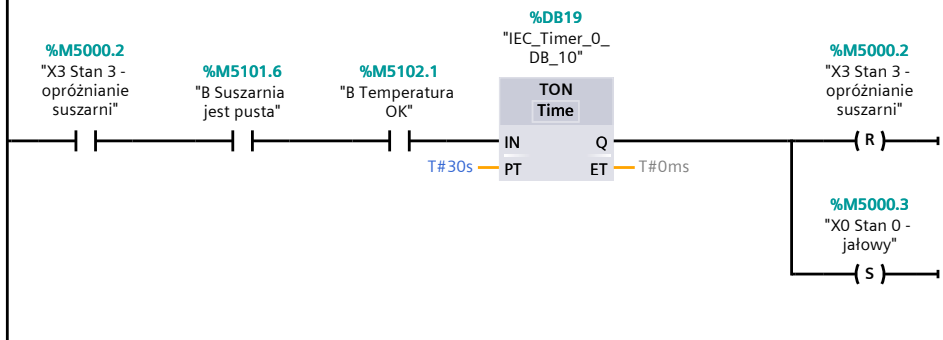 %M5000.2
"X3 Stan 3 -
opróżnianie
suszarni"
%M5101.6
"B Suszarnia
jest pusta"
%M5102.1
"B Temperatura
OK"
%DB19
"IEC_Timer_0_
DB_10"
TON
Time
IN
Q
T#30s
PT
ET
T#0ms
%M5000.2
"X3 Stan 3 -
opróżnianie
suszarni"
R
%M5000.3
"X0 Stan 0 -
jałowy"
S